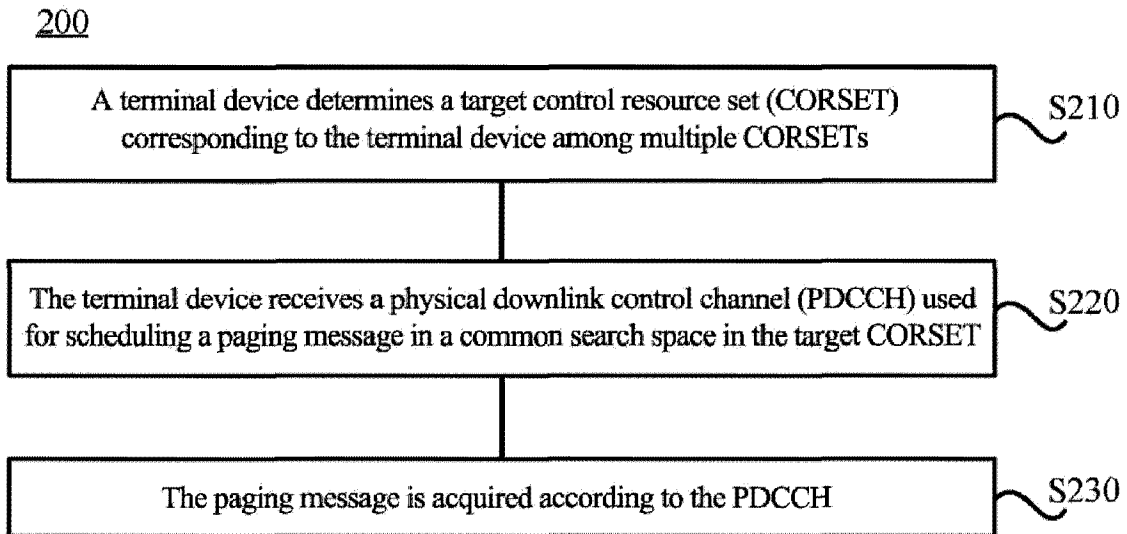 200
A terminal device determines a target control resource set (CORSET)
corresponding to the terminal device among multiple CORSETs
S210
The terminal device receives a physical downlink control channel (PDCCH) used
for scheduling a paging message in a common search space in the target CORSET
S220
The paging message is acquired according to the PDCCH
S230